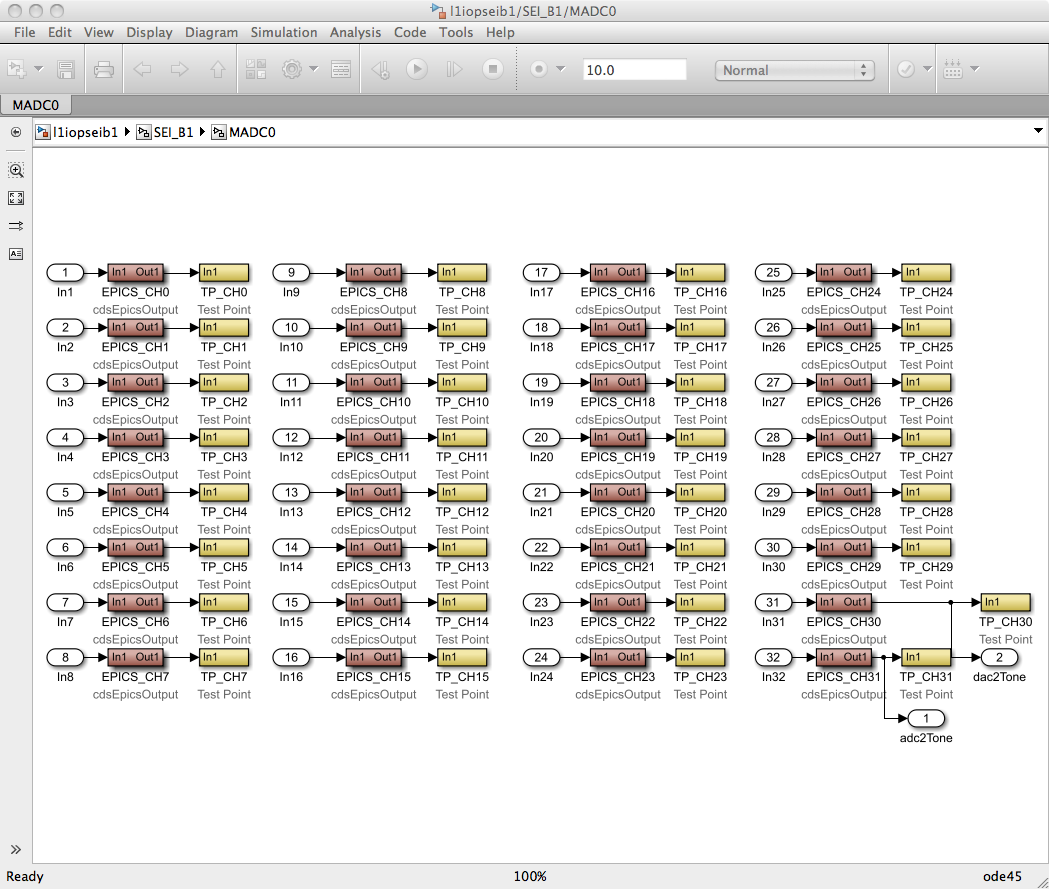 l1iopseib1/SEI_B1/MADC0
File Edit View Display Diagram Simulation Analysis Code Tools Help
10.0 Normal
MADC0
l1iopseib1 SEI_B1 MADC0
1 In1 Out1 In1 9 In1 Out1 In1 17 In1 Out1 In1 25 In1 Out1 In1
In1 EPICS_CH0 TP_CH0 In9 EPICS_CH8 TP_CH8 In17 EPICS_CH16 TP_CH16 In25 EPICS_CH24 TP_CH24
cdsEpicsOutput Test Point cdsEpicsOutput Test Point cdsEpicsOutput Test Point cdsEpicsOutput Test Point
2 In1 Out1 In1 10 In1 Out1 In1 18 In1 Out1 In1 26 In1 Out1 In1
In2 EPICS_CH1 TP_CH1 In10 EPICS_CH9 TP_CH9 In18 EPICS_CH17 TP_CH17 In26 EPICS_CH25 TP_CH25
cdsEpicsOutput Test Point cdsEpicsOutput Test Point cdsEpicsOutput Test Point cdsEpicsOutput Test Point
3 In1 Out1 In1 11 In1 Out1 In1 19 In1 Out1 In1 27 In1 Out1 In1
In3 EPICS_CH2 TP_CH2 In11 EPICS_CH10 TP_CH10 In19 EPICS_CH18 TP_CH18 In27 EPICS_CH26 TP_CH26
cdsEpicsOutput Test Point cdsEpicsOutput Test Point cdsEpicsOutput Test Point cdsEpicsOutput Test Point
4 In1 Out1 In1 12 In1 Out1 In1 20 In1 Out1 In1 28 In1 Out1 In1
In4 EPICS_CH3 TP_CH3 In12 EPICS_CH11 TP_CH11 In20 EPICS_CH19 TP_CH19 In28 EPICS_CH27 TP_CH27
cdsEpicsOutput Test Point cdsEpicsOutput Test Point cdsEpicsOutput Test Point cdsEpicsOutput Test Point
5 In1 Out1 In1 13 In1 Out1 In1 21 In1 Out1 In1 29 In1 Out1 In1
In5 EPICS_CH4 TP_CH4 In13 EPICS_CH12 TP_CH12 In21 EPICS_CH20 TP_CH20 In29 EPICS_CH28 TP_CH28
cdsEpicsOutput Test Point cdsEpicsOutput Test Point cdsEpicsOutput Test Point cdsEpicsOutput Test Point
6 In1 Out1 In1 14 In1 Out1 In1 22 In1 Out1 In1 30 In1 Out1 In1
In6 EPICS_CH5 TP_CH5 In14 EPICS_CH13 TP_CH13 In22 EPICS_CH21 TP_CH21 In30 EPICS_CH29 TP_CH29
cdsEpicsOutput Test Point cdsEpicsOutput Test Point cdsEpicsOutput Test Point cdsEpicsOutput Test Point
7 In1 Out1 In1 15 In1 Out1 In1 23 In1 Out1 In1 31 In1 Out1 In1
In7 EPICS_CH6 TP_CH6 In15 EPICS_CH14 TP_CH14 In23 EPICS_CH22 TP_CH22 In31 EPICS_CH30 TP_CH30
cdsEpicsOutput Test Point cdsEpicsOutput Test Point cdsEpicsOutput Test Point cdsEpicsOutput Test Point
8 In1 Out1 In1 16 In1 Out1 In1 24 In1 Out1 In1 32 In1 Out1 In1 2
In8 EPICS_CH7 TP_CH7 In16 EPICS_CH15 TP_CH15 In24 EPICS_CH23 TP_CH23 In32 EPICS_CH31 TP_CH31 dac2Tone
cdsEpicsOutput Test Point cdsEpicsOutput Test Point cdsEpicsOutput Test Point cdsEpicsOutput Test Point
1
adc2Tone
Ready 100% ode45